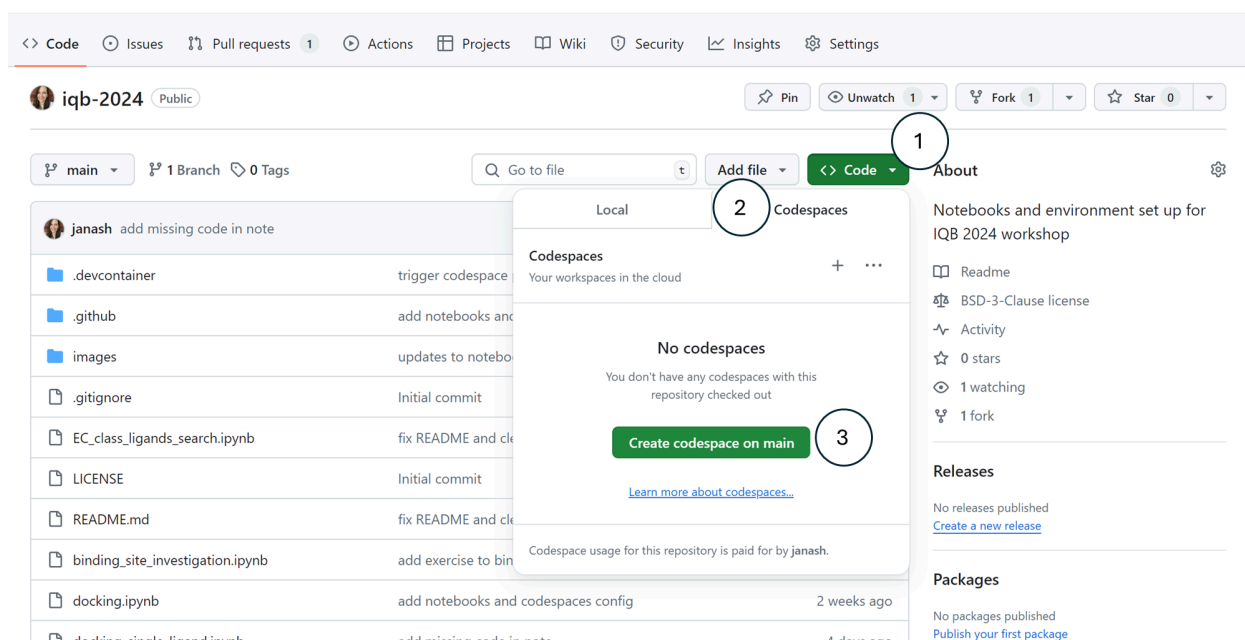 Code Issues Pull requests 1 Actions Projects Wiki Security Insights Settings
iqb-2024 Public Pin Unwatch 1 Fork 1 Star 0
1
main 1 Branch 0 Tags Go to file t Add file Code About
2
Local Codespaces
janash add missing code in note
Notebooks and environment set up for
IQB 2024 workshop
Codespaces
Your workspaces in the cloud
.devcontainer trigger codespace
Readme
.github add notebooks
BSD-3-Clause license
images updates to
Activity
No codespaces
You don't have any codespaces with this
repository checked out
0 stars
.gitignore Initial commit
1 watching
1 fork
EC_class_ligands_search.ipynb fix README and
Create codespace on main 3
LICENSE Initial commit
Releases
Learn more about codespaces...
README.md fix README and
No releases published
Create a new release
binding_site_investigation.ipynb add exercise to
Codespace usage for this repository is paid for by janash.
Packages
docking.ipynb add notebooks and codespaces config 2 weeks ago
No packages published
Publish your first package